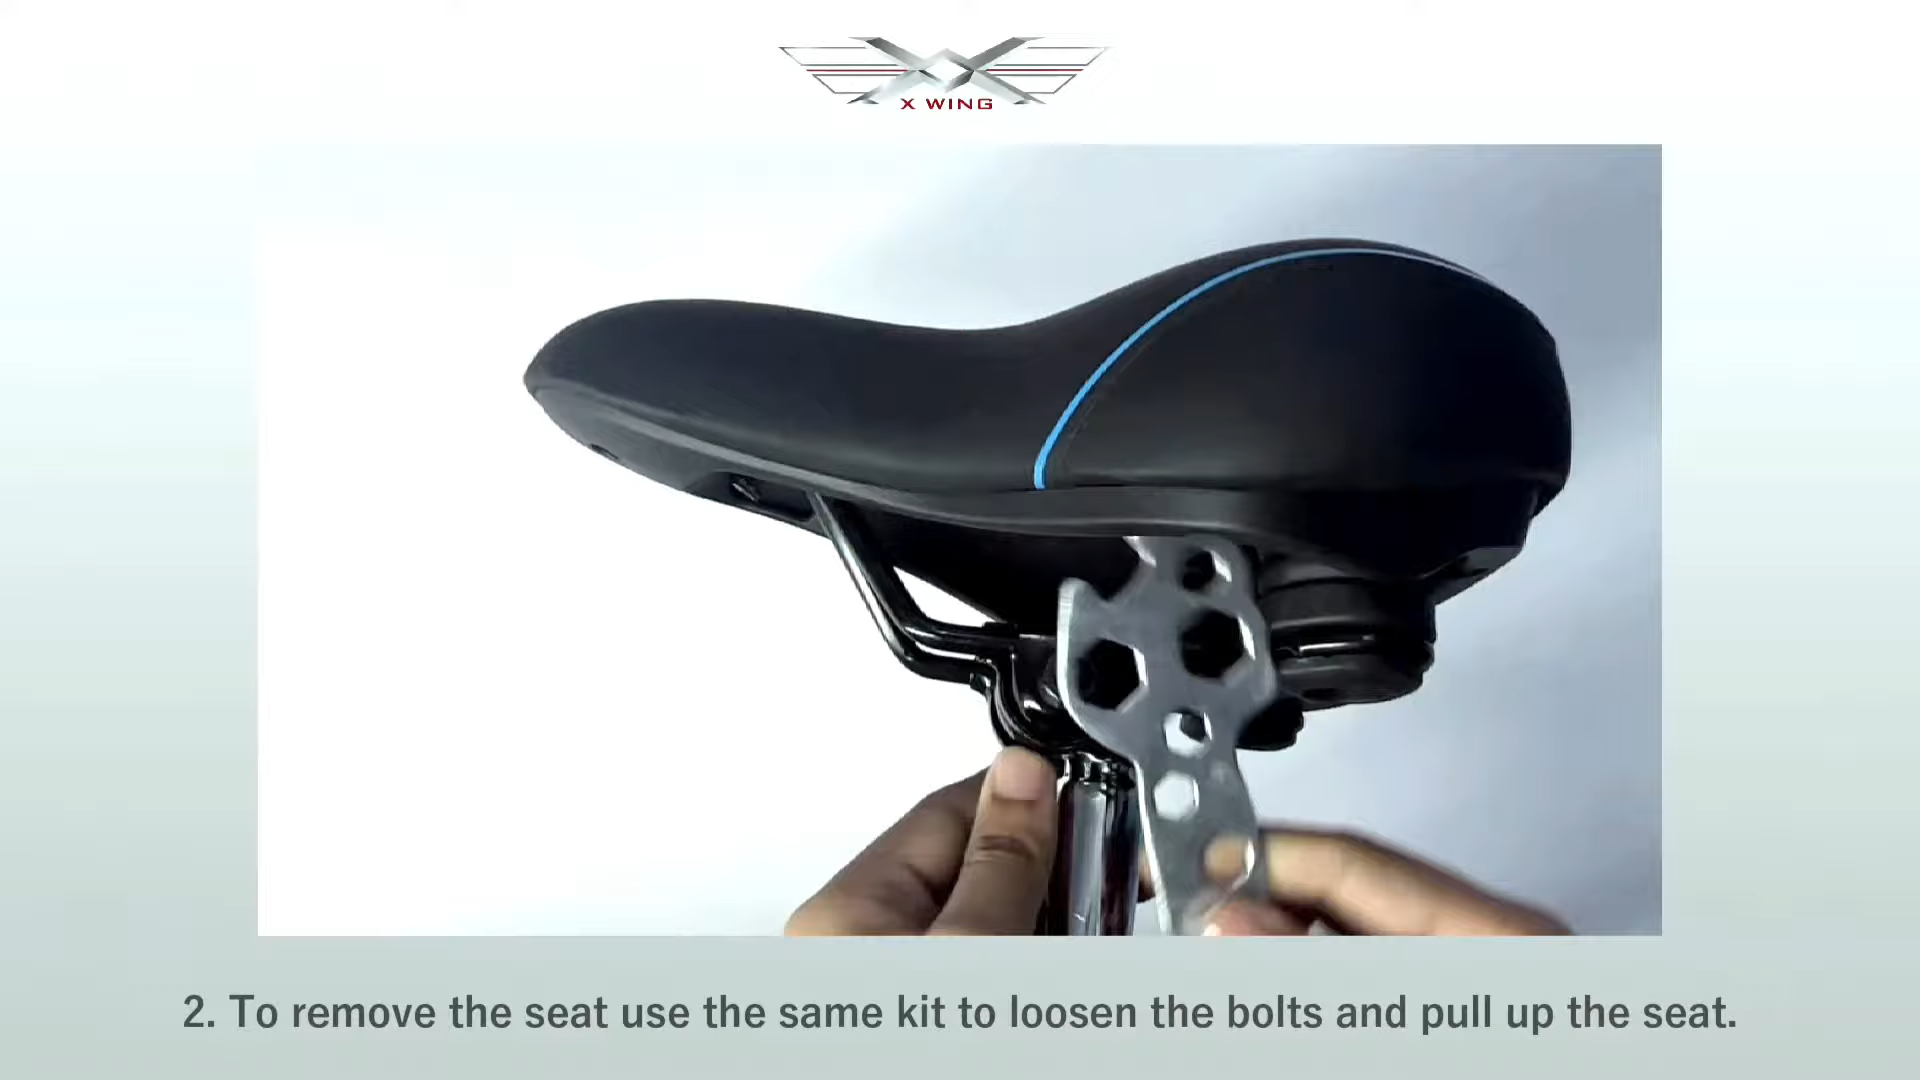 X WING
2. To remove the seat use the same kit to loosen the bolts and pull up the seat.